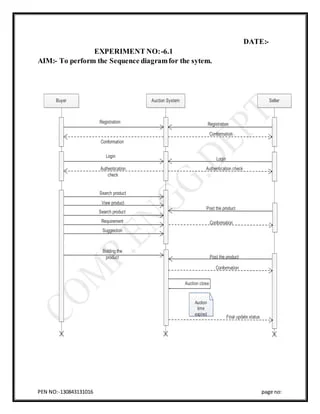 DATE:-
EXPERIMENT NO:-6.1
AIM:- To perform the Sequence diagram for the sytem.
Buyer
Auction System
Seller
Registration
Registration
Conformation
Conformation
Login
Login
Authentication
check
Authentication check
Search product
View product
Search product
Post the product
Requirement
Conformation
Suggestion
Bidding the
product
Post the product
Conformation
Auction close
Auction
time
expired
Final update status
X
X
X
COMP.ENGG.DEPT
PEN NO:-130843131016
page no: